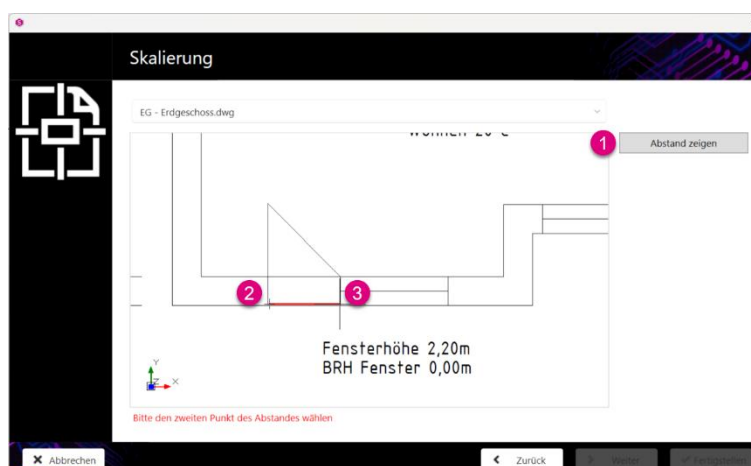 Skalierung
EG - Erdgeschoss.dwg
1
Abstand zeigen
2
3
Fensterhöhe 2,20m
BRH Fenster 0,00m
Y
Z
X
Bitte den zweiten Punkt des Abstandes wählen
Abbrechen
Zurück
Weiter
Fertigstellen